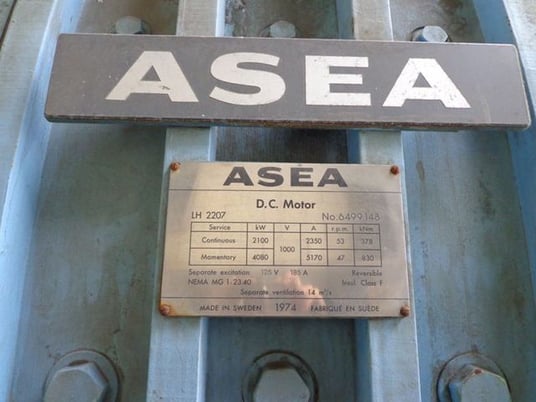 ASEA
ASEA
D.C. Motor
LH 2207 No. 6499148
Service kW V A r.p.m. kNm
Continuous 2100 1000 2350 53 378
Momentary 4080 5170 47 830
Separate excitation 125 V 185 A Reversible
NEMA MG 1-23.40 Insul. Class F
Separate ventilation 14 m³/s
MADE IN SWEDEN 1974 FABRIQUÉ EN SUÈDE